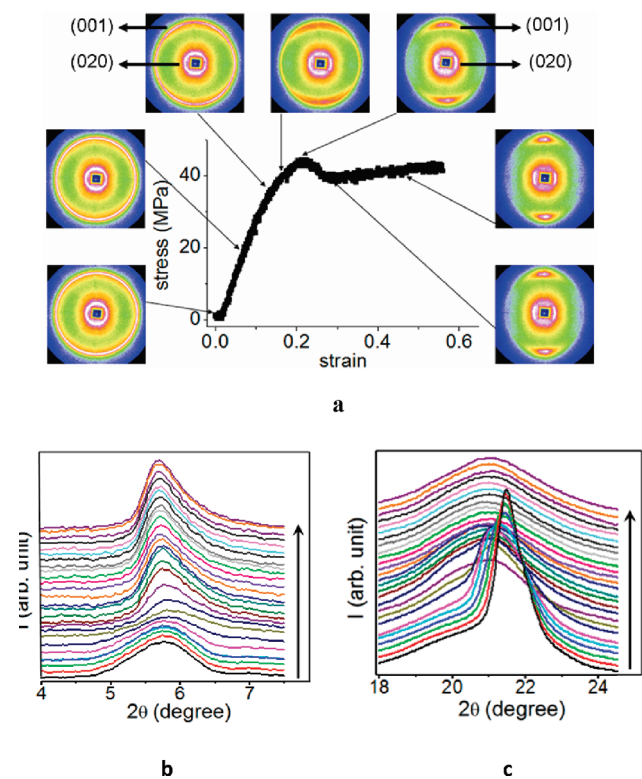 (001) (001)
(020) (020)
stress (MPa)
40
20
0
0.0 0.2 0.4 0.6
strain
a
I (arb. unit)
4 5 6 7
2θ (degree)
b
I (arb. unit)
18 20 22 24
2θ (degree)
c